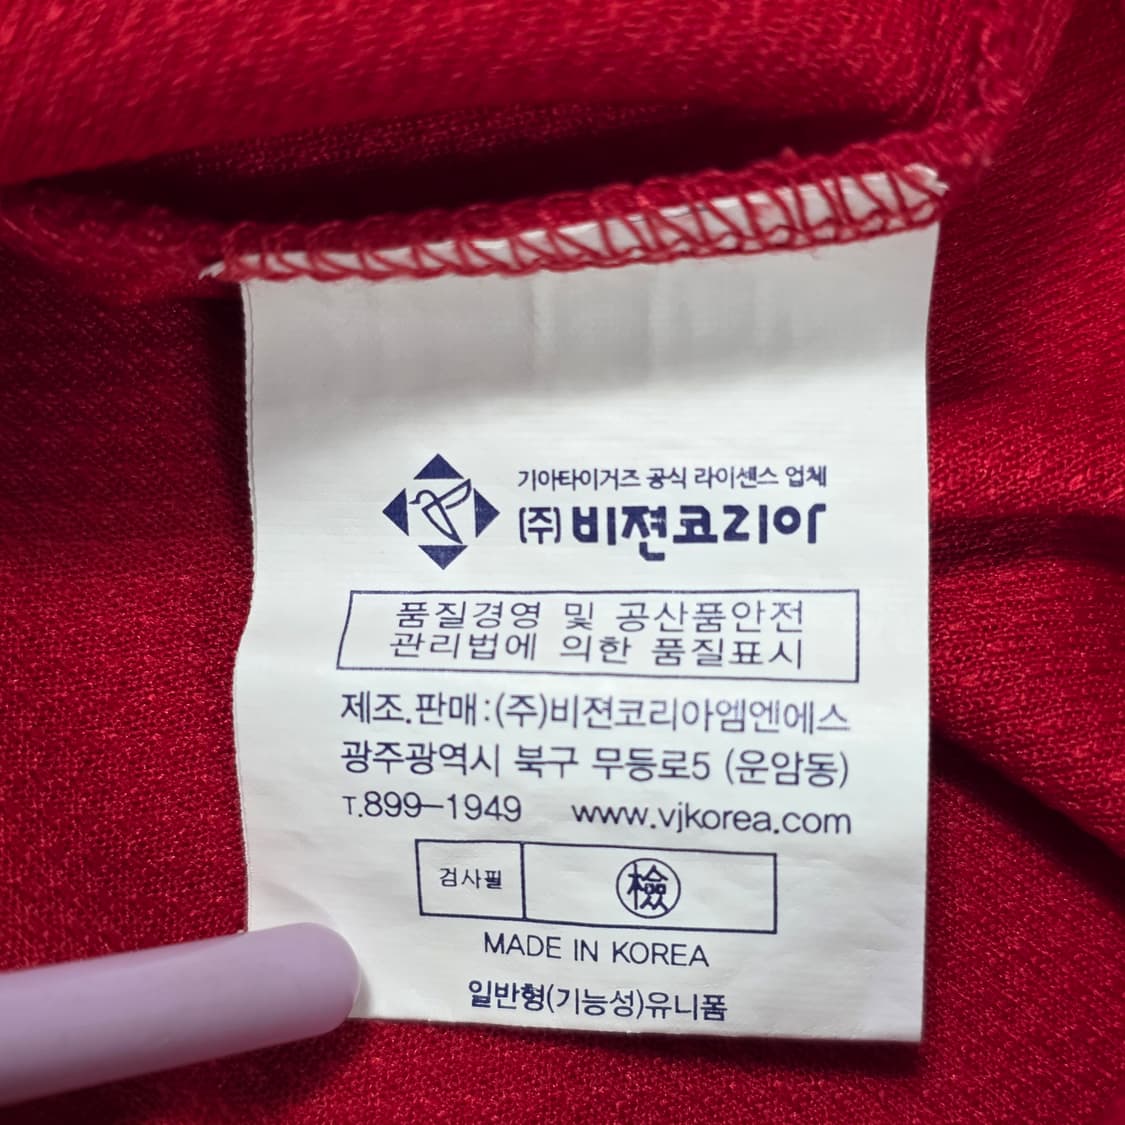 기아타이거즈 공식 라이센스 업체
(주)비젼코리아
품질경영 및 공산품안전
관리법에 의한 품질표시
제조.판매:(주)비젼코리아엠엔에스
광주광역시 북구 무등로5 (운암동)
T.899-1949 www.vjkorea.com
검사필 檢
MADE IN KOREA
일반형(기능성)유니폼